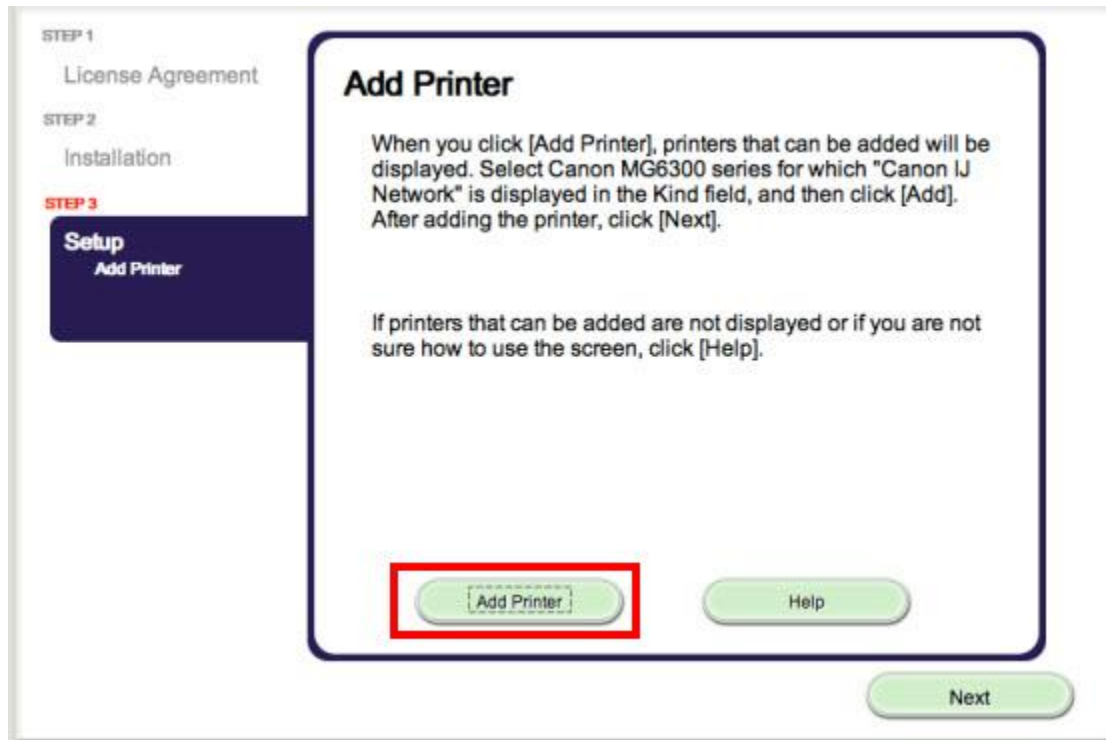 STEP 1
License Agreement
STEP 2
Installation
STEP 3
Setup
Add Printer
Add Printer
When you click [Add Printer], printers that can be added will be
displayed. Select Canon MG6300 series for which "Canon IJ
Network" is displayed in the Kind field, and then click [Add].
After adding the printer, click [Next].
If printers that can be added are not displayed or if you are not
sure how to use the screen, click [Help].
Add Printer
Help
Next